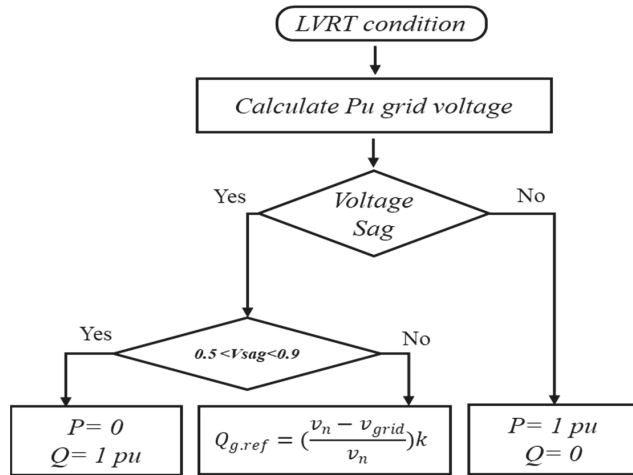 LVRT condition
Calculate Pu grid voltage
Yes
Voltage
Sag
No
Yes
0.5 <Vsag<0.9
No
P= 0
Q= 1 pu
Q_{g.ref} = (\frac{v_n - v_{grid}}{v_n})k
P= 1 pu
Q= 0